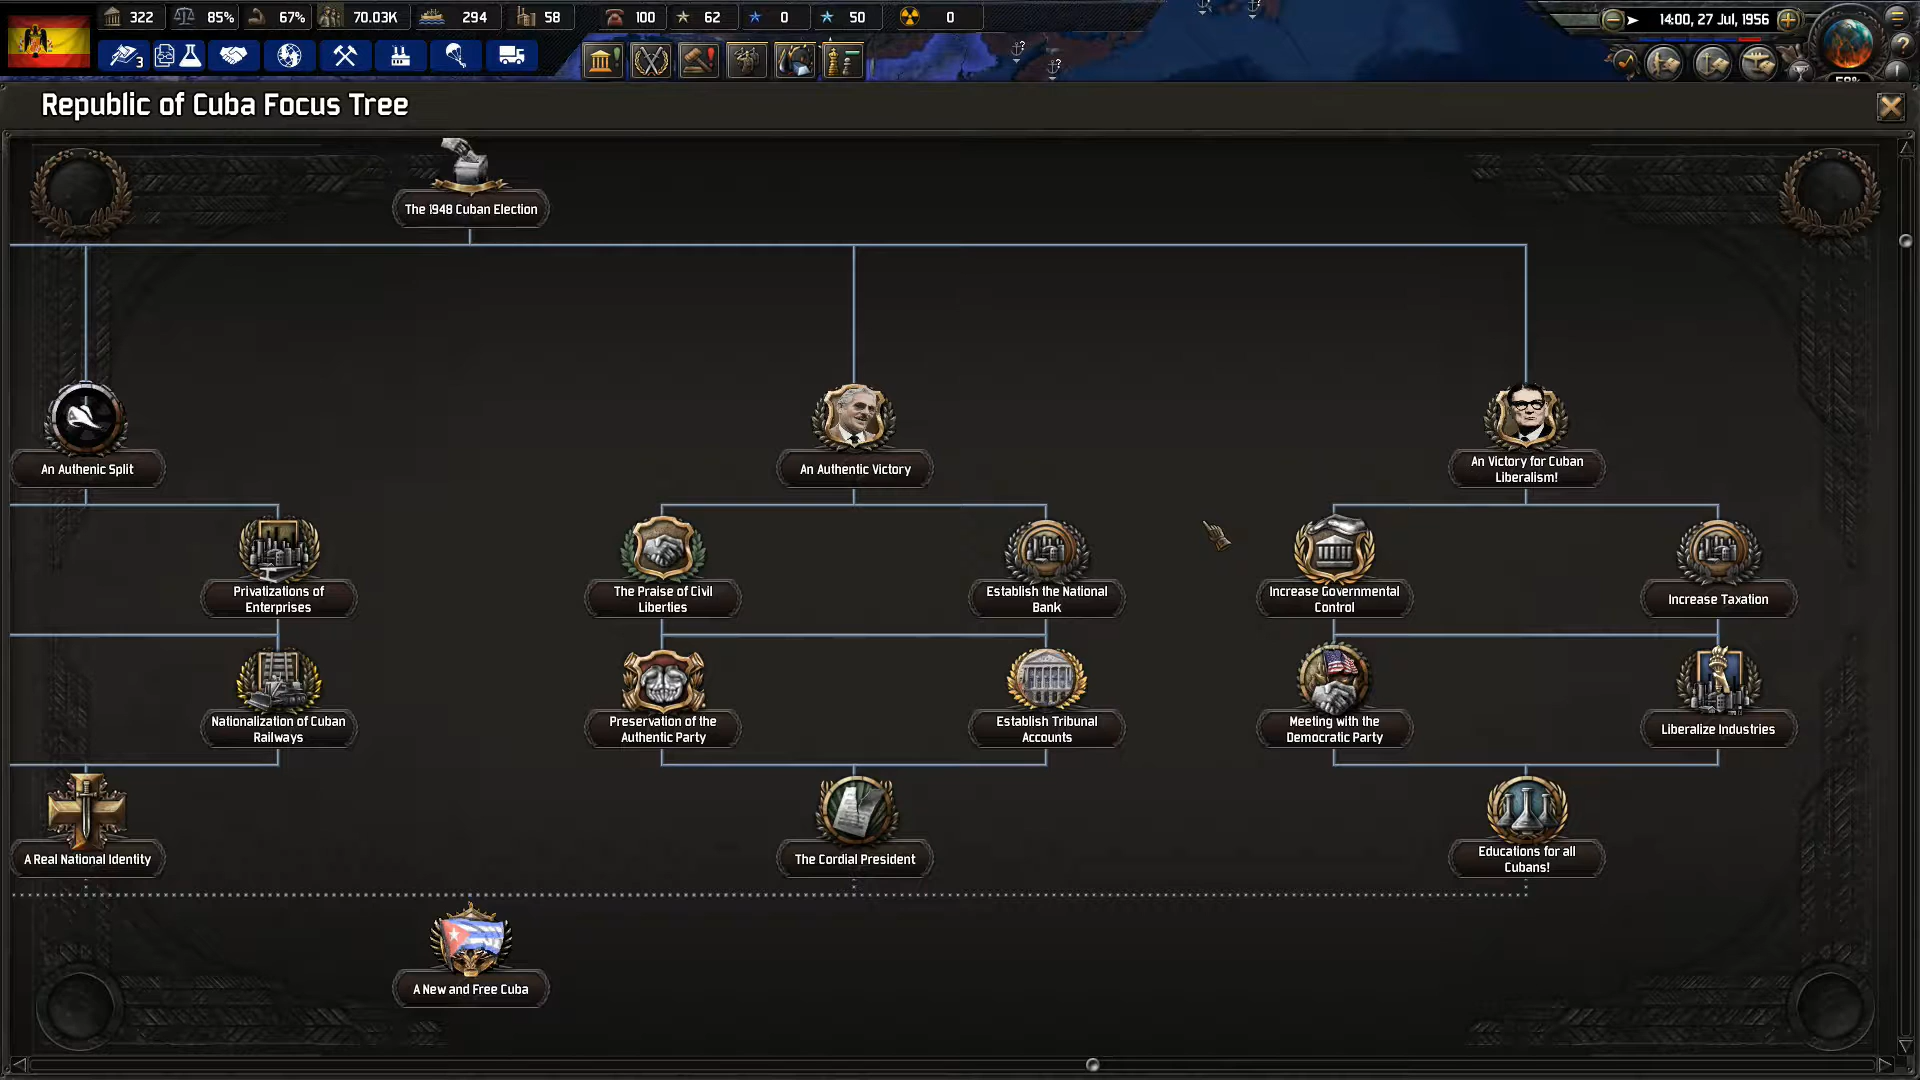 322 85% 67% 70.03K 294 58 100 62 0 50 0 14:00, 27 Jul, 1956
3 ! ! ?
? ?
Republic of Cuba Focus Tree
The 1948 Cuban Election
An Authenic Split
An Authentic Victory
An Victory for Cuban
Liberalism!
Privatizations of
Enterprises
The Praise of Civil
Liberties
Establish the National
Bank
Increase Governmental
Control
Increase Taxation
Nationalization of Cuban
Railways
Preservation of the
Authentic Party
Establish Tribunal
Accounts
Meeting with the
Democratic Party
Liberalize Industries
A Real National Identity
The Cordial President
Educations for all
Cubans!
A New and Free Cuba